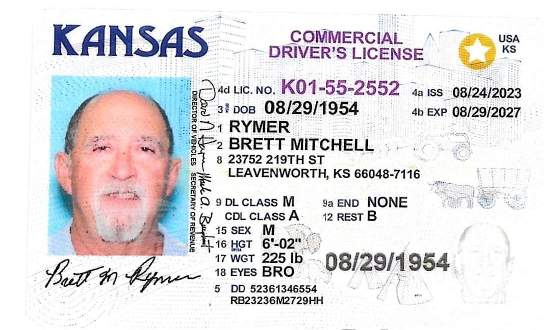 KANSAS
COMMERCIAL
DRIVER'S LICENSE
USA
KS
4d LIC. NO. K01-55-2552
4a ISS 08/24/2023
3 DOB 08/29/1954
4b EXP 08/29/2027
1 RYMER
2 BRETT MITCHELL
8 23752 219TH ST
LEAVENWORTH, KS 66048-7116
9 DL CLASS M
9a END NONE
CDL CLASS A
12 REST B
15 SEX M
16 HGT 6'-02"
17 WGT 225 lb
18 EYES BRO
08/29/1954
5 DD 52361346554
RB23236M2729HH
DIRECTOR OF VEHICLES
SECRETARY OF REVENUE
Brett M Rymer